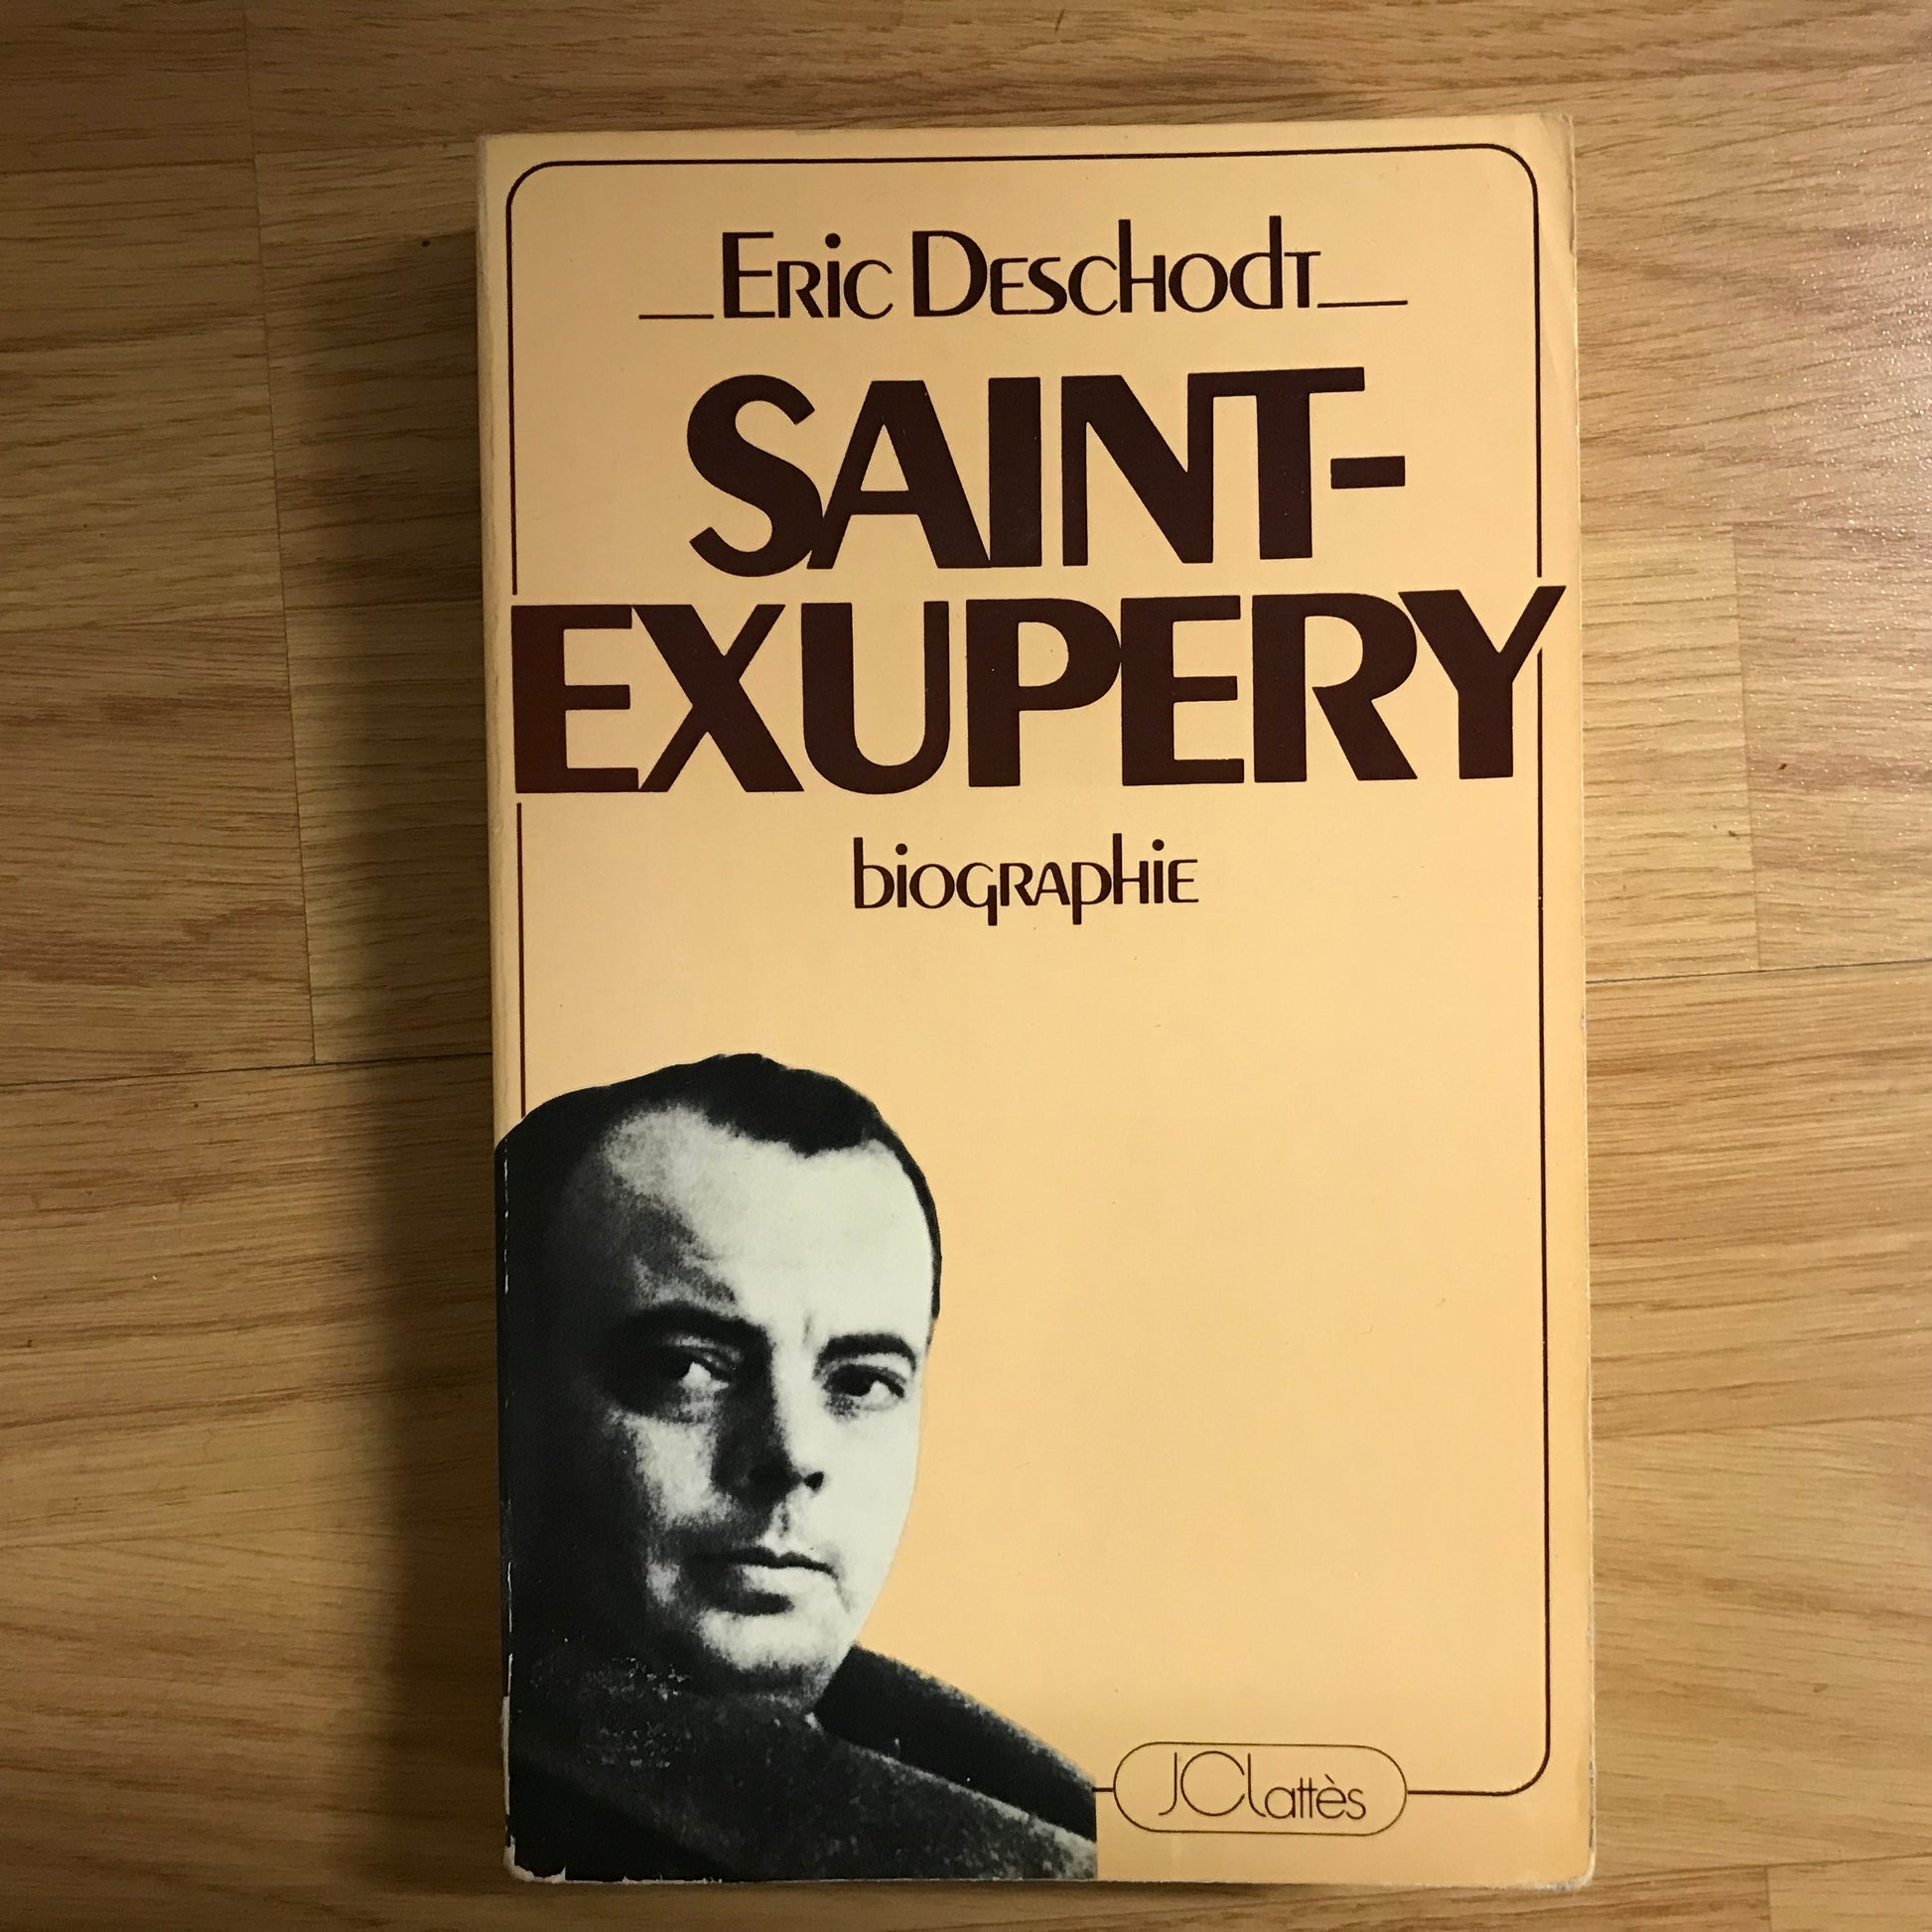 Eric Deschodt
SAINT-
EXUPERY
biographie
JClattès